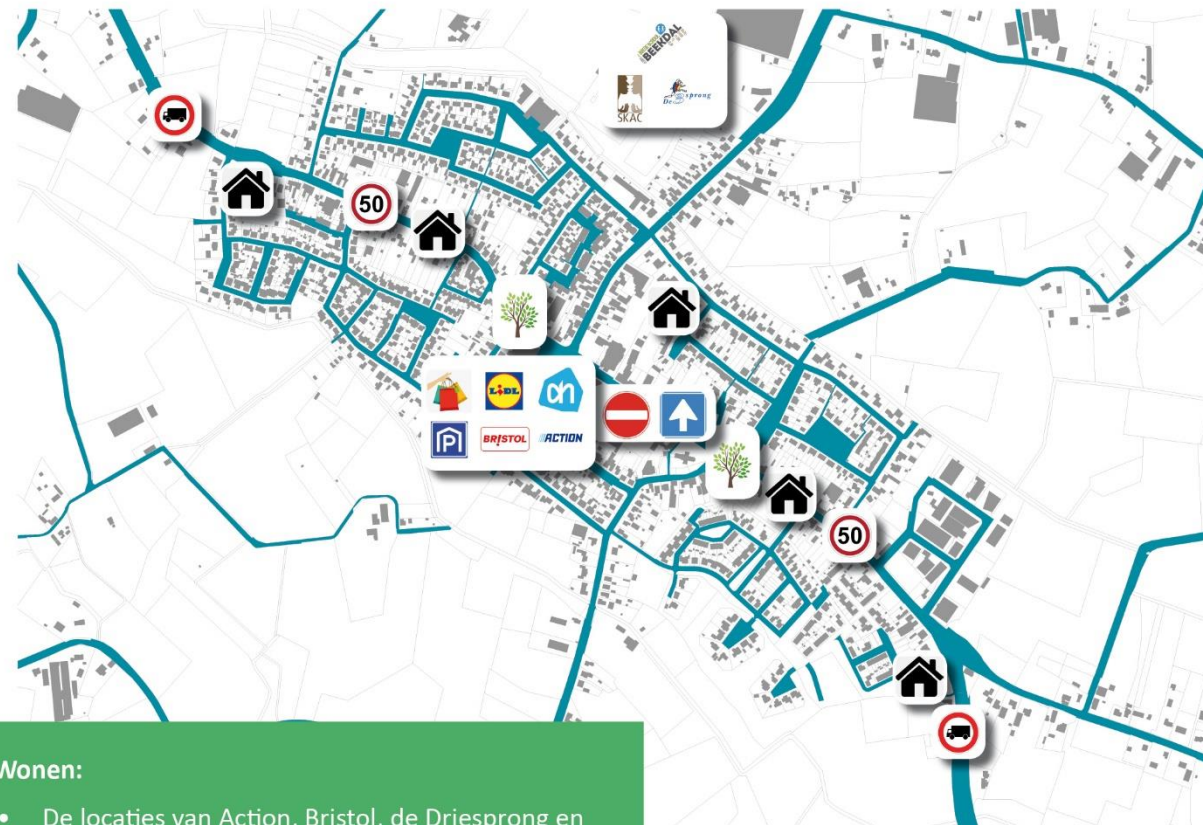 BEEKDAL
SKAC
De sprong
50
LIDL
ah
P
BRISTOL
ACTION
50
Wonen:
• De locaties van Action, Bristol, de Driesprong en